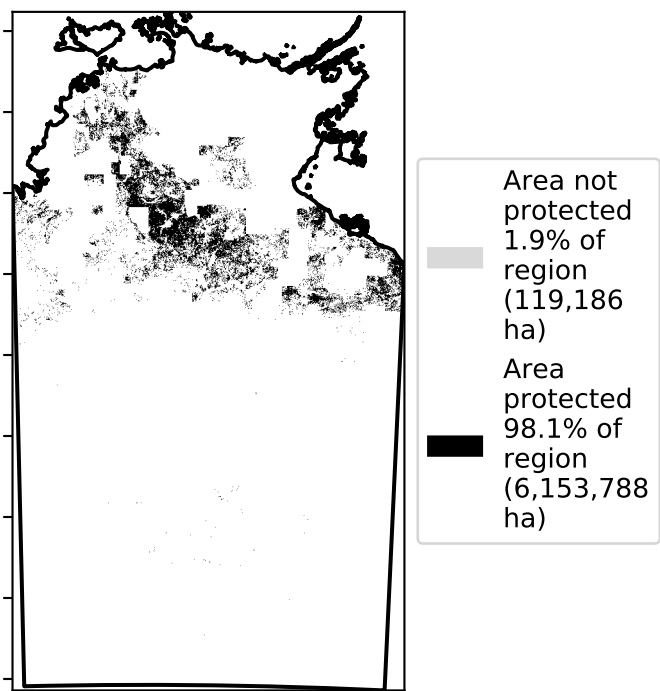 Area not
protected
1.9% of
region
(119,186
ha)
Area
protected
98.1% of
region
(6,153,788
ha)